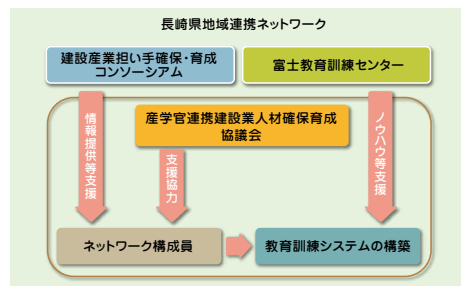 長崎県地域連携ネットワーク
建設産業担い手確保・育成
コンソーシアム
富士教育訓練センター
産学官連携建設業人材確保育成
協議会
情報提供等支援
支援協力
ノウハウ等支援
ネットワーク構成員
教育訓練システムの構築